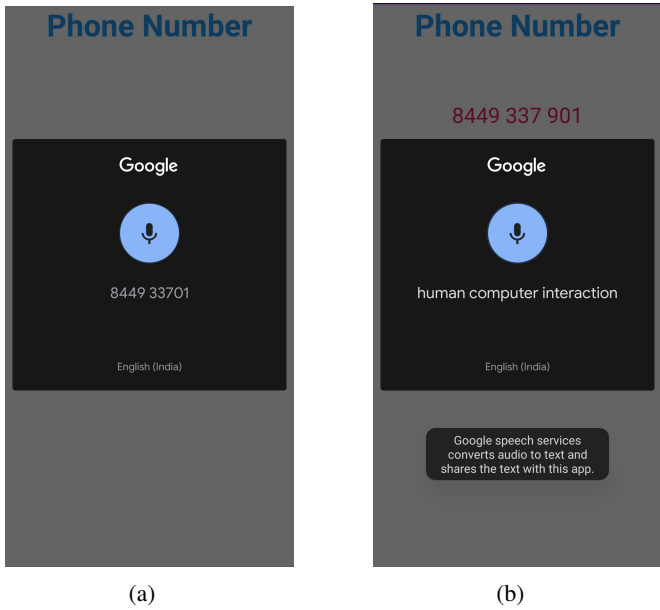 Phone Number
Google
8449 33701
English (India)
(a)
Phone Number
8449 337 901
Google
human computer interaction
English (India)
Google speech services
converts audio to text and
shares the text with this app.
(b)